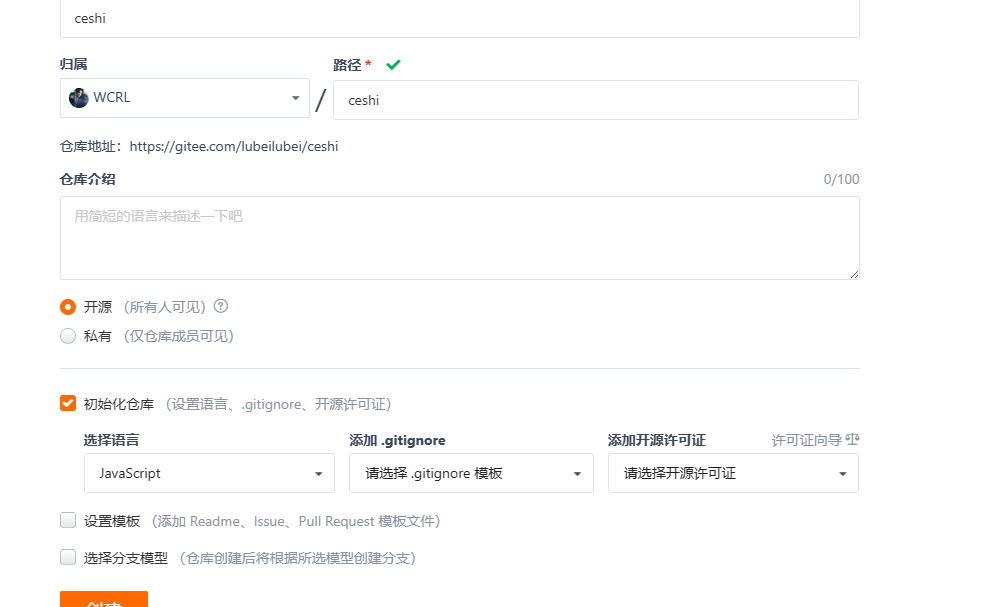 ceshi
归属 路径 *
WCRL / ceshi
仓库地址：https://gitee.com/lubeilubei/ceshi
仓库介绍 0/100
用简短的语言来描述一下吧
开源 （所有人可见） ?
私有 （仅仓库成员可见）
初始化仓库 （设置语言、.gitignore、开源许可证）
选择语言 添加 .gitignore 添加开源许可证 许可证向导
JavaScript 请选择 .gitignore 模板 请选择开源许可证
设置模板 （添加 Readme、Issue、Pull Request 模板文件）
选择分支模型 （仓库创建后将根据所选模型创建分支）
创建